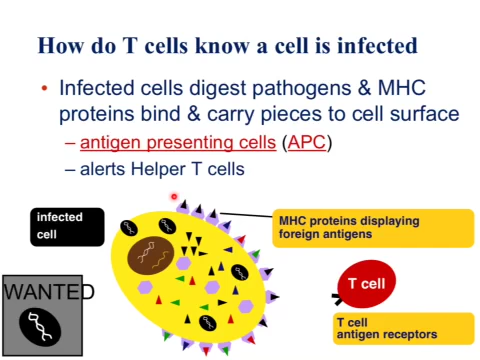 How do T cells know a cell is infected
• Infected cells digest pathogens & MHC
proteins bind & carry pieces to cell surface
– antigen presenting cells (APC)
– alerts Helper T cells
infected
cell
MHC proteins displaying
foreign antigens
WANTED
T cell
T cell
antigen receptors